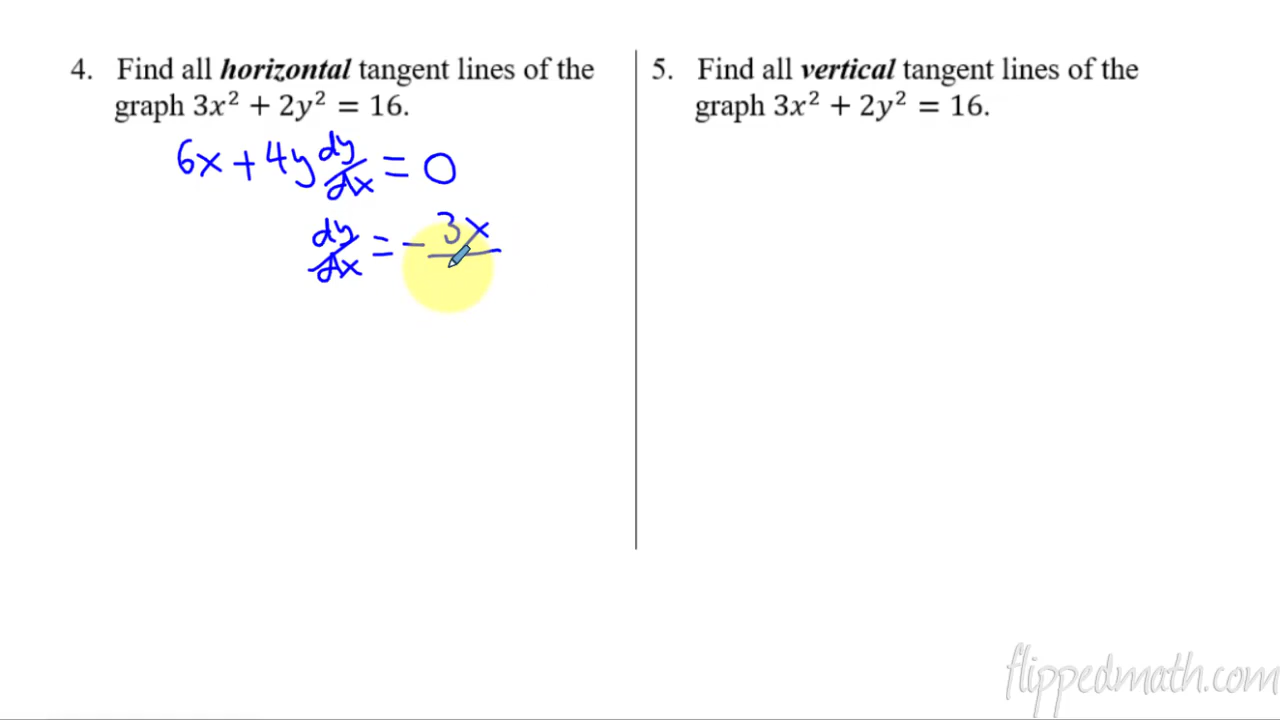 4. Find all horizontal tangent lines of the
graph 3x² + 2y² = 16.
6x + 4y dy/dx = 0
dy/dx = - 3x/
5. Find all vertical tangent lines of the
graph 3x² + 2y² = 16.
flippedmath.com